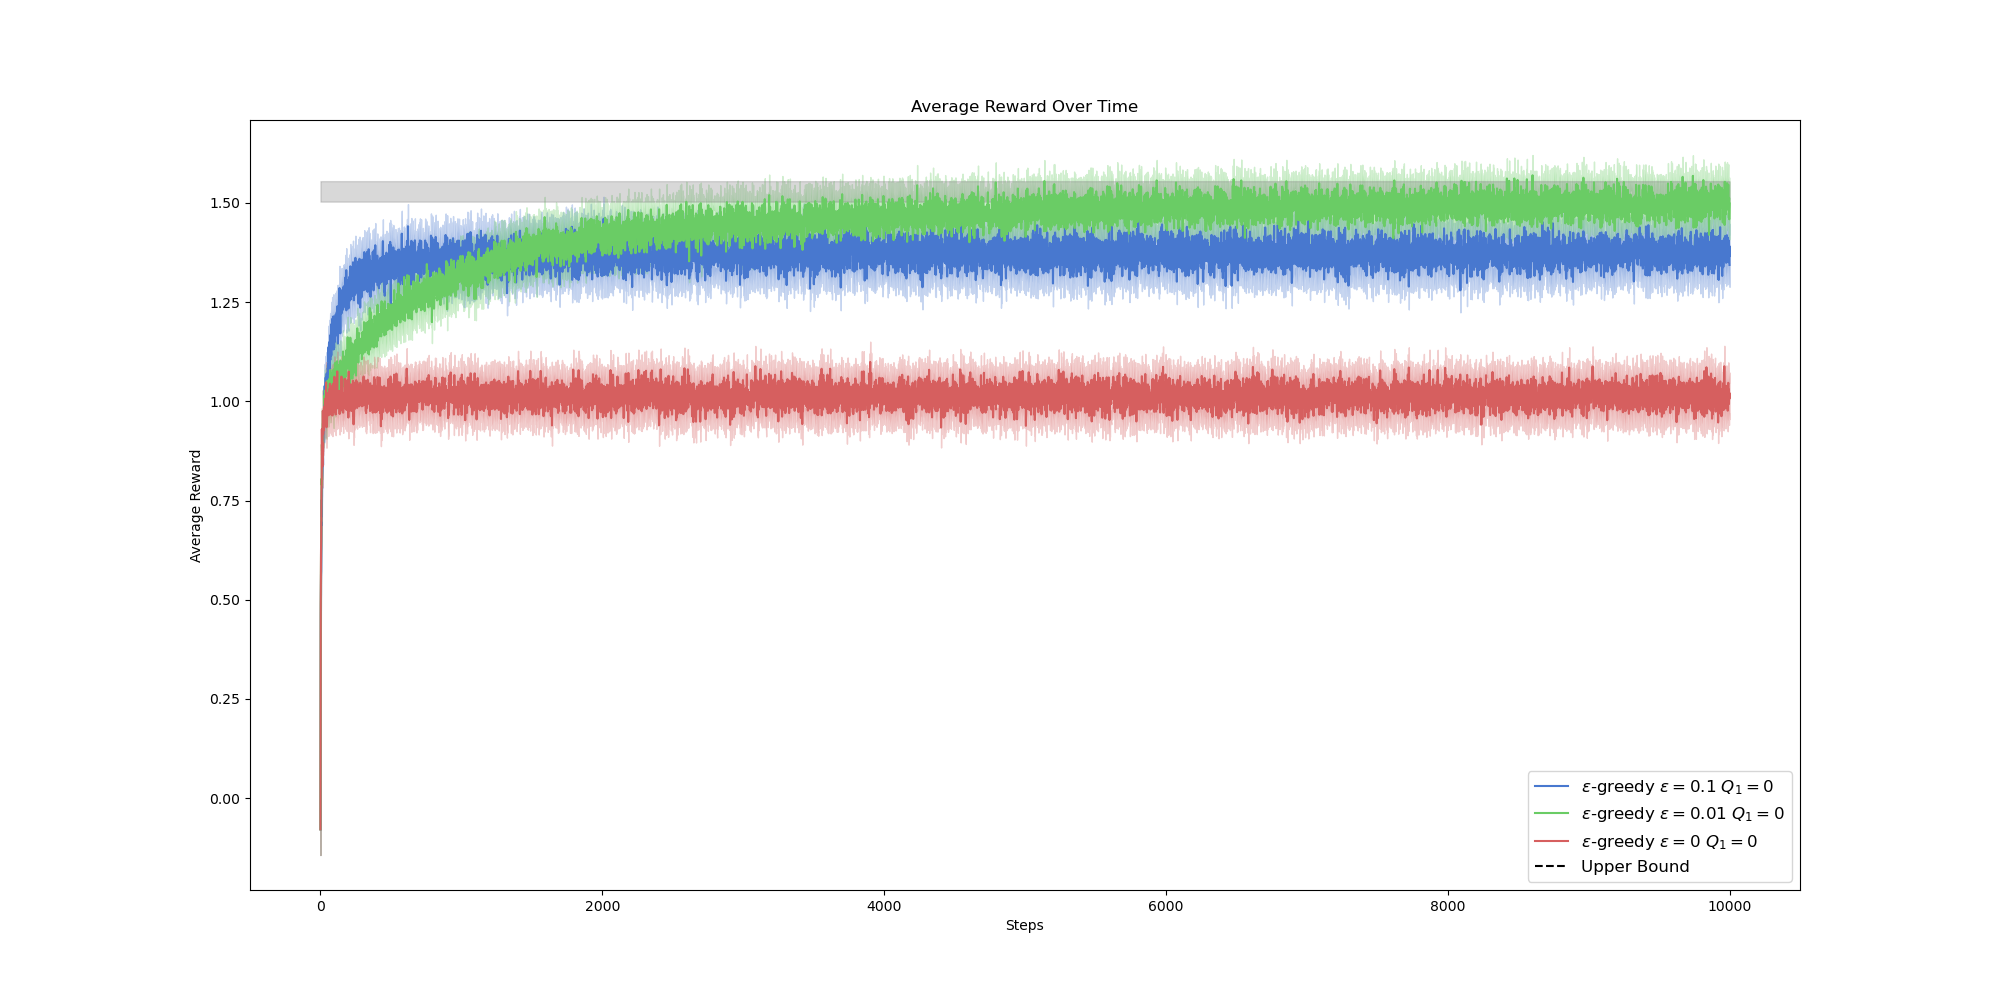 Average Reward Over Time
Average Reward
1.50
1.25
1.00
0.75
0.50
0.25
0.00
0 2000 4000 6000 8000 10000
Steps
ε-greedy ε = 0.1 Q₁ = 0
ε-greedy ε = 0.01 Q₁ = 0
ε-greedy ε = 0 Q₁ = 0
Upper Bound